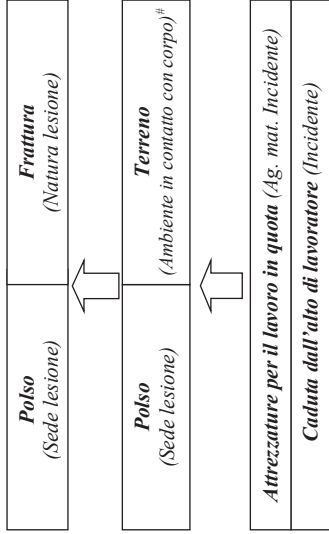 Polso
(Sede lesione)
Frattura
(Natura lesione)
Polso
(Sede lesione)
Terreno
(Ambiente in contatto con corpo)#
Attrezzature per il lavoro in quota (Ag. mat. Incidente)
Caduta dall'alto di lavoratore (Incidente)